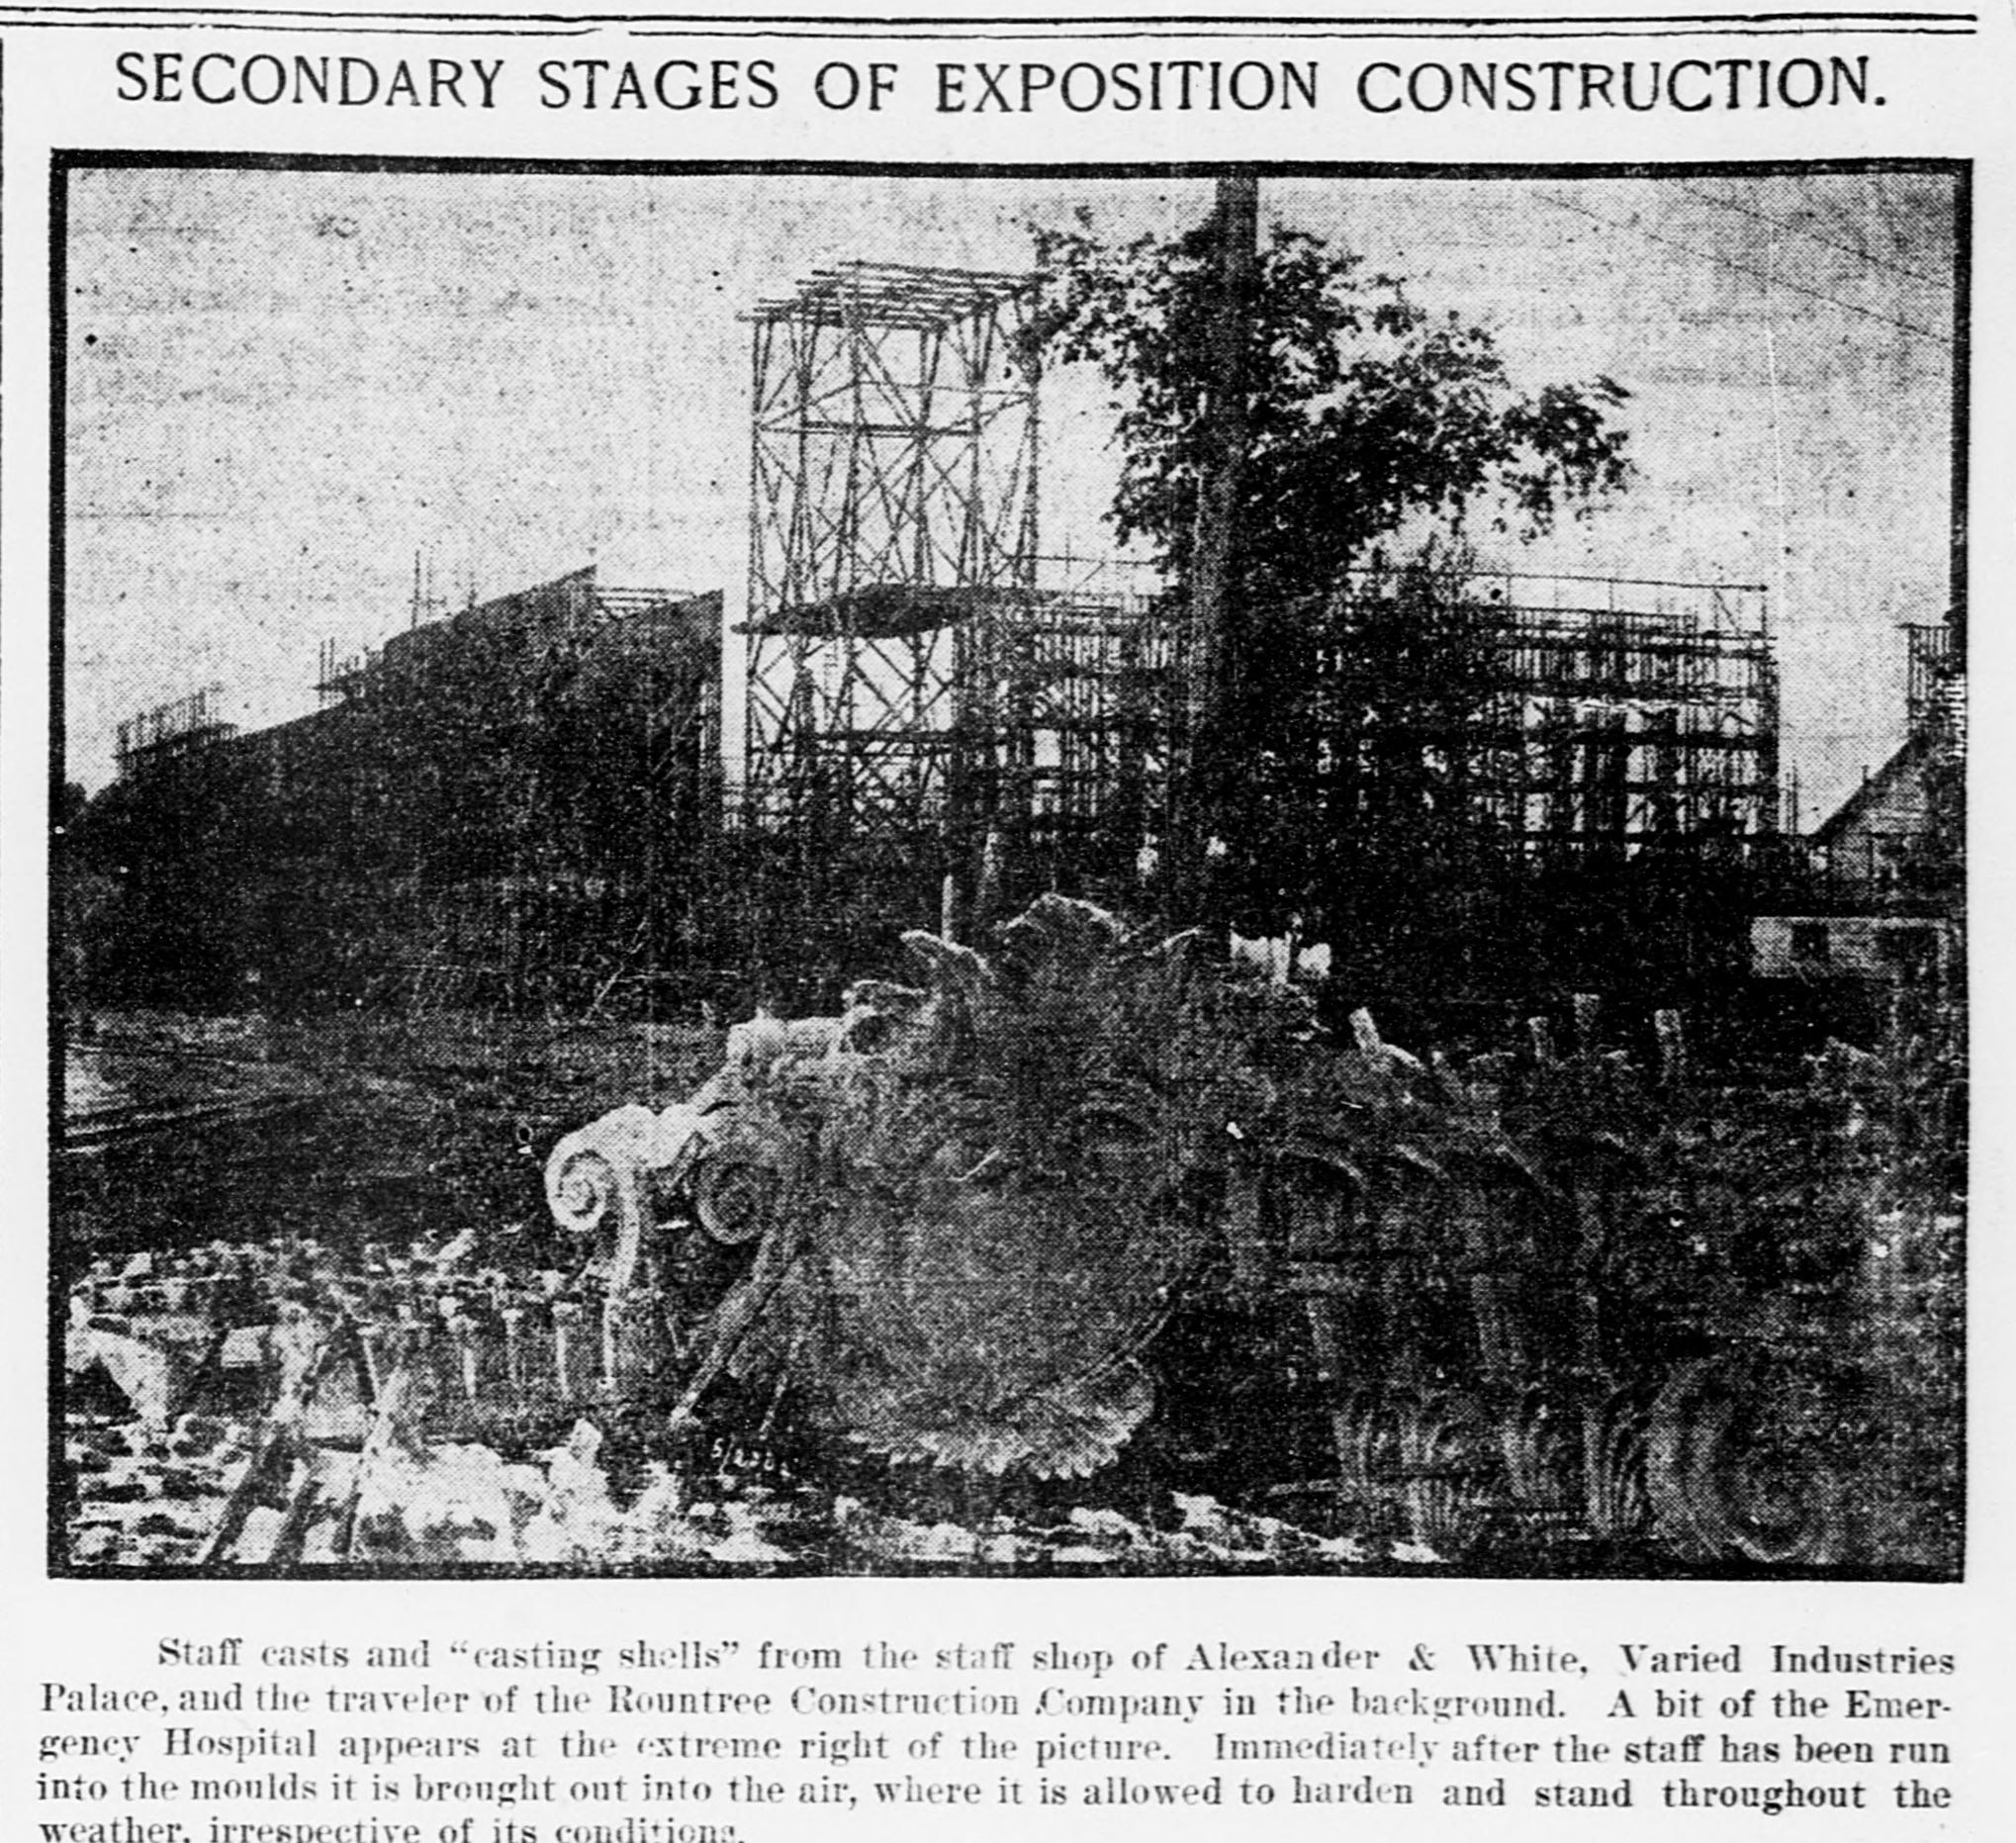 SECONDARY STAGES OF EXPOSITION CONSTRUCTION.
Staff casts and “casting shells” from the staff shop of Alexander & White, Varied Industries
Palace, and the traveler of the Rountree Construction Company in the background. A bit of the Emer-
gency Hospital appears at the extreme right of the picture. Immediately after the staff has been run
into the moulds it is brought out into the air, where it is allowed to harden and stand throughout the
weather, irrespective of its conditions.